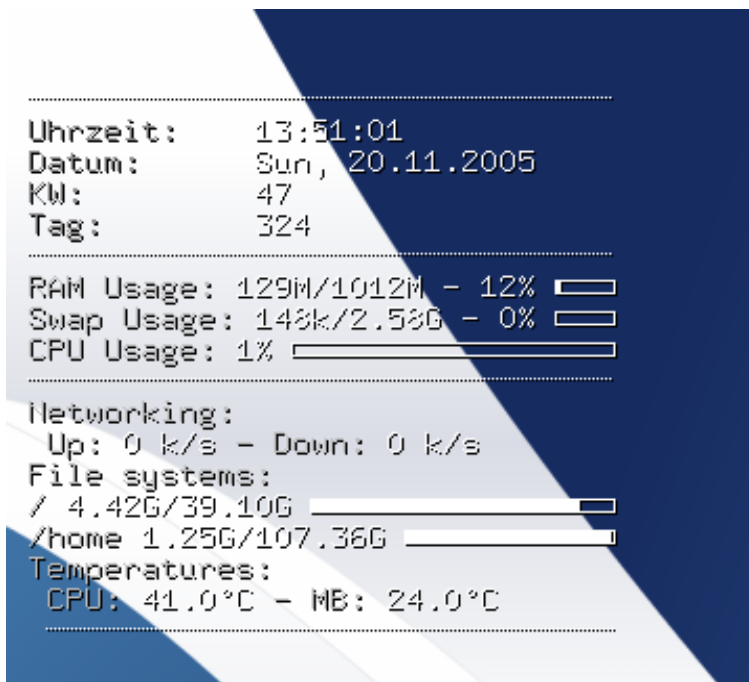 Uhrzeit: 13:51:01
Datum: Sun, 20.11.2005
KW: 47
Tag: 324
RAM Usage: 129M/1012M - 12%
Swap Usage: 148k/2.58G - 0%
CPU Usage: 1%
Networking:
Up: 0 k/s - Down: 0 k/s
File systems:
/ 4.42G/39.10G
/home 1.25G/107.36G
Temperatures:
CPU: 41.0°C - MB: 24.0°C